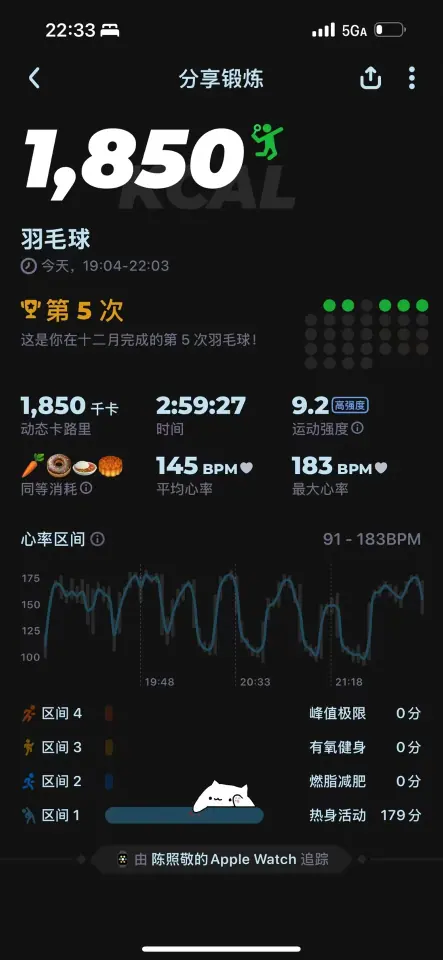 22:33
5GA
分享锻炼
1,850
KCAL
羽毛球
今天，19:04-22:03
第 5 次
这是你在十二月完成的第 5 次羽毛球！
1,850 千卡
2:59:27
9.2 高强度
动态卡路里
时间
运动强度
145 BPM
183 BPM
同等消耗
平均心率
最大心率
心率区间
91 - 183BPM
175
150
125
100
19:48
20:33
21:18
区间 4
峰值极限
0 分
区间 3
有氧健身
0 分
区间 2
燃脂减肥
0 分
区间 1
热身活动
179 分
由 陈照敬的Apple Watch 追踪